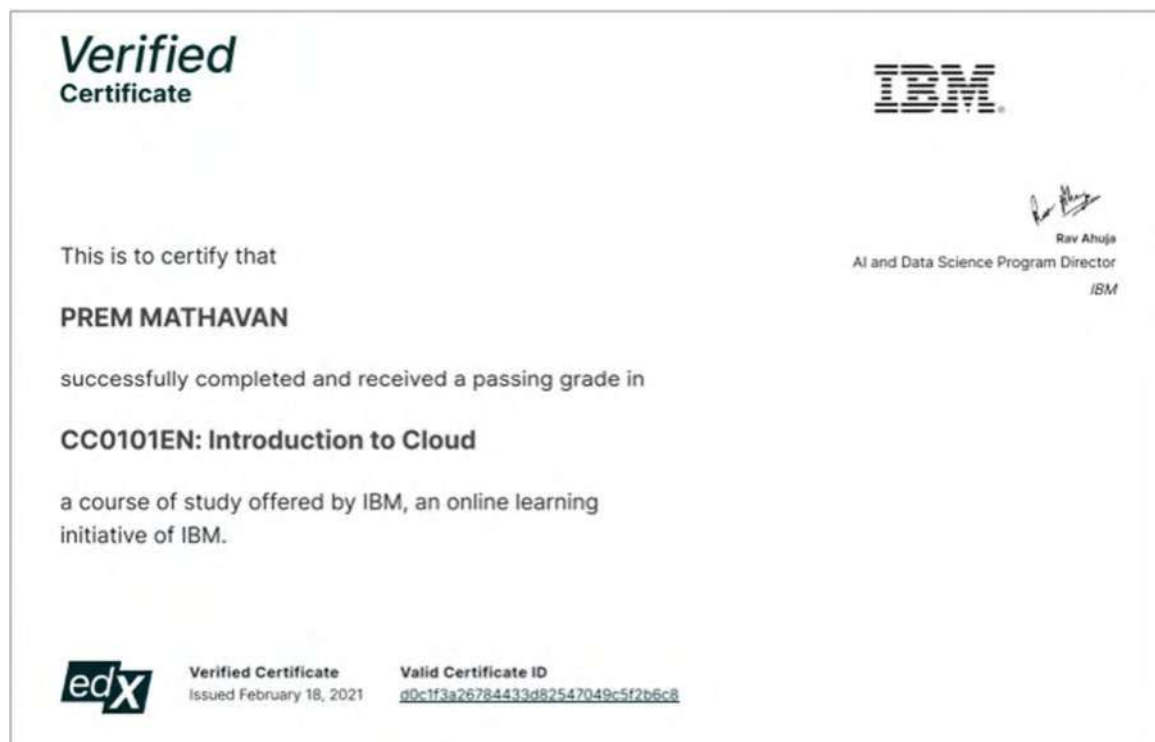 Verified
Certificate
IBM®
Rav Ahuja
AI and Data Science Program Director
IBM
This is to certify that
PREM MATHAVAN
successfully completed and received a passing grade in
CC0101EN: Introduction to Cloud
a course of study offered by IBM, an online learning
initiative of IBM.
edX
Verified Certificate
Issued February 18, 2021
Valid Certificate ID
d0c1f3a26784433d82547049c5f2b6c8